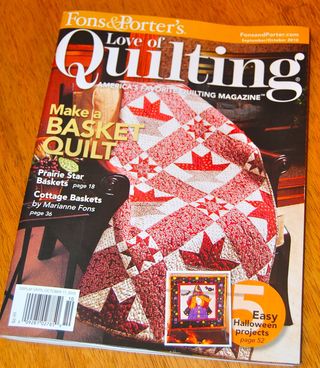 Fons&Porter's®
FonsandPorter.com
September/October 2010
Love of
Quilting®
AMERICA'S FAVORITE QUILTING MAGAZINE™
Make a
BASKET
QUILT
Prairie Star
Baskets page 18
Cottage Baskets
by Marianne Fons
page 36
5
Easy
Halloween
projects
page 52